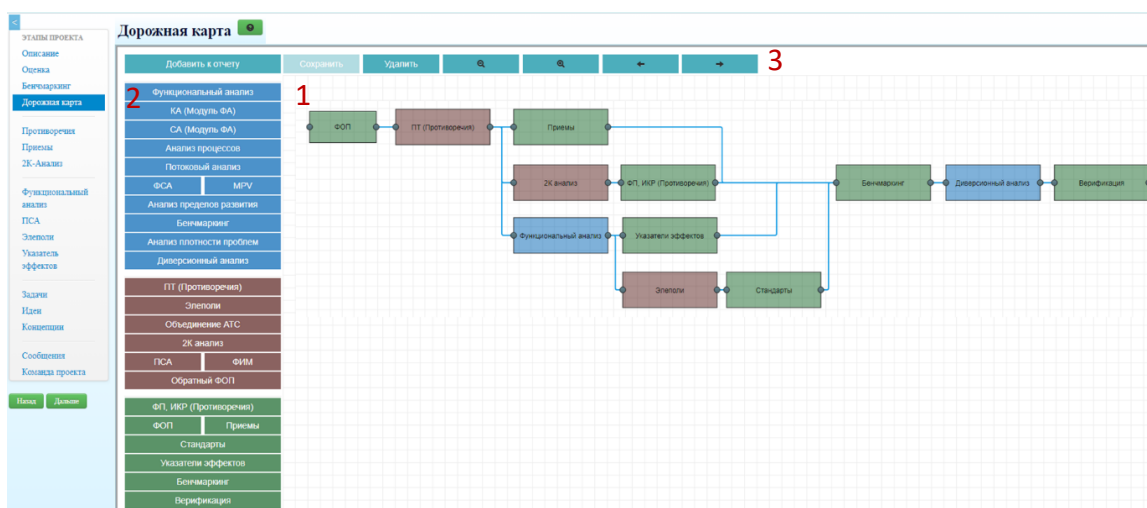 <
ЭТАПЫ ПРОЕКТА
Описание
Оценка
Бенчмаркинг
Дорожная карта
Противоречия
Приемы
2К-Анализ
Функциональный
анализ
ПСА
Элеполи
Указатель
эффектов
Задачи
Идеи
Концепции
Сообщения
Команда проекта
Назад Дальше
Дорожная карта ?
Добавить к отчету Сохранить Удалить 3
2 1
Функциональный анализ
КА (Модуль ФА)
СА (Модуль ФА)
Анализ процессов
Потоковый анализ
ФСА MPV
Анализ пределов развития
Бенчмаркинг
Анализ плотности проблем
Диверсионный анализ
ПТ (Противоречия)
Элеполи
Объединение АТС
2К анализ
ПСА ФИМ
Обратный ФОП
ФП, ИКР (Противоречия)
ФОП Приемы
Стандарты
Указатели эффектов
Бенчмаркинг
Верификация
ФОП ПТ (Противоречия) Приемы
2К анализ ФП, ИКР (Противоречия) Бенчмаркинг Диверсионный анализ Верификация
Функциональный анализ Указатели эффектов
Элеполи Стандарты